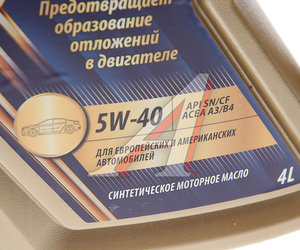 Предотвращает
образование
отложений
в двигателе
5W-40
API SN/CF
ACEA A3/B4
ДЛЯ ЕВРОПЕЙСКИХ И АМЕРИКАНСКИХ
АВТОМОБИЛЕЙ
4L
СИНТЕТИЧЕСКОЕ МОТОРНОЕ МАСЛО